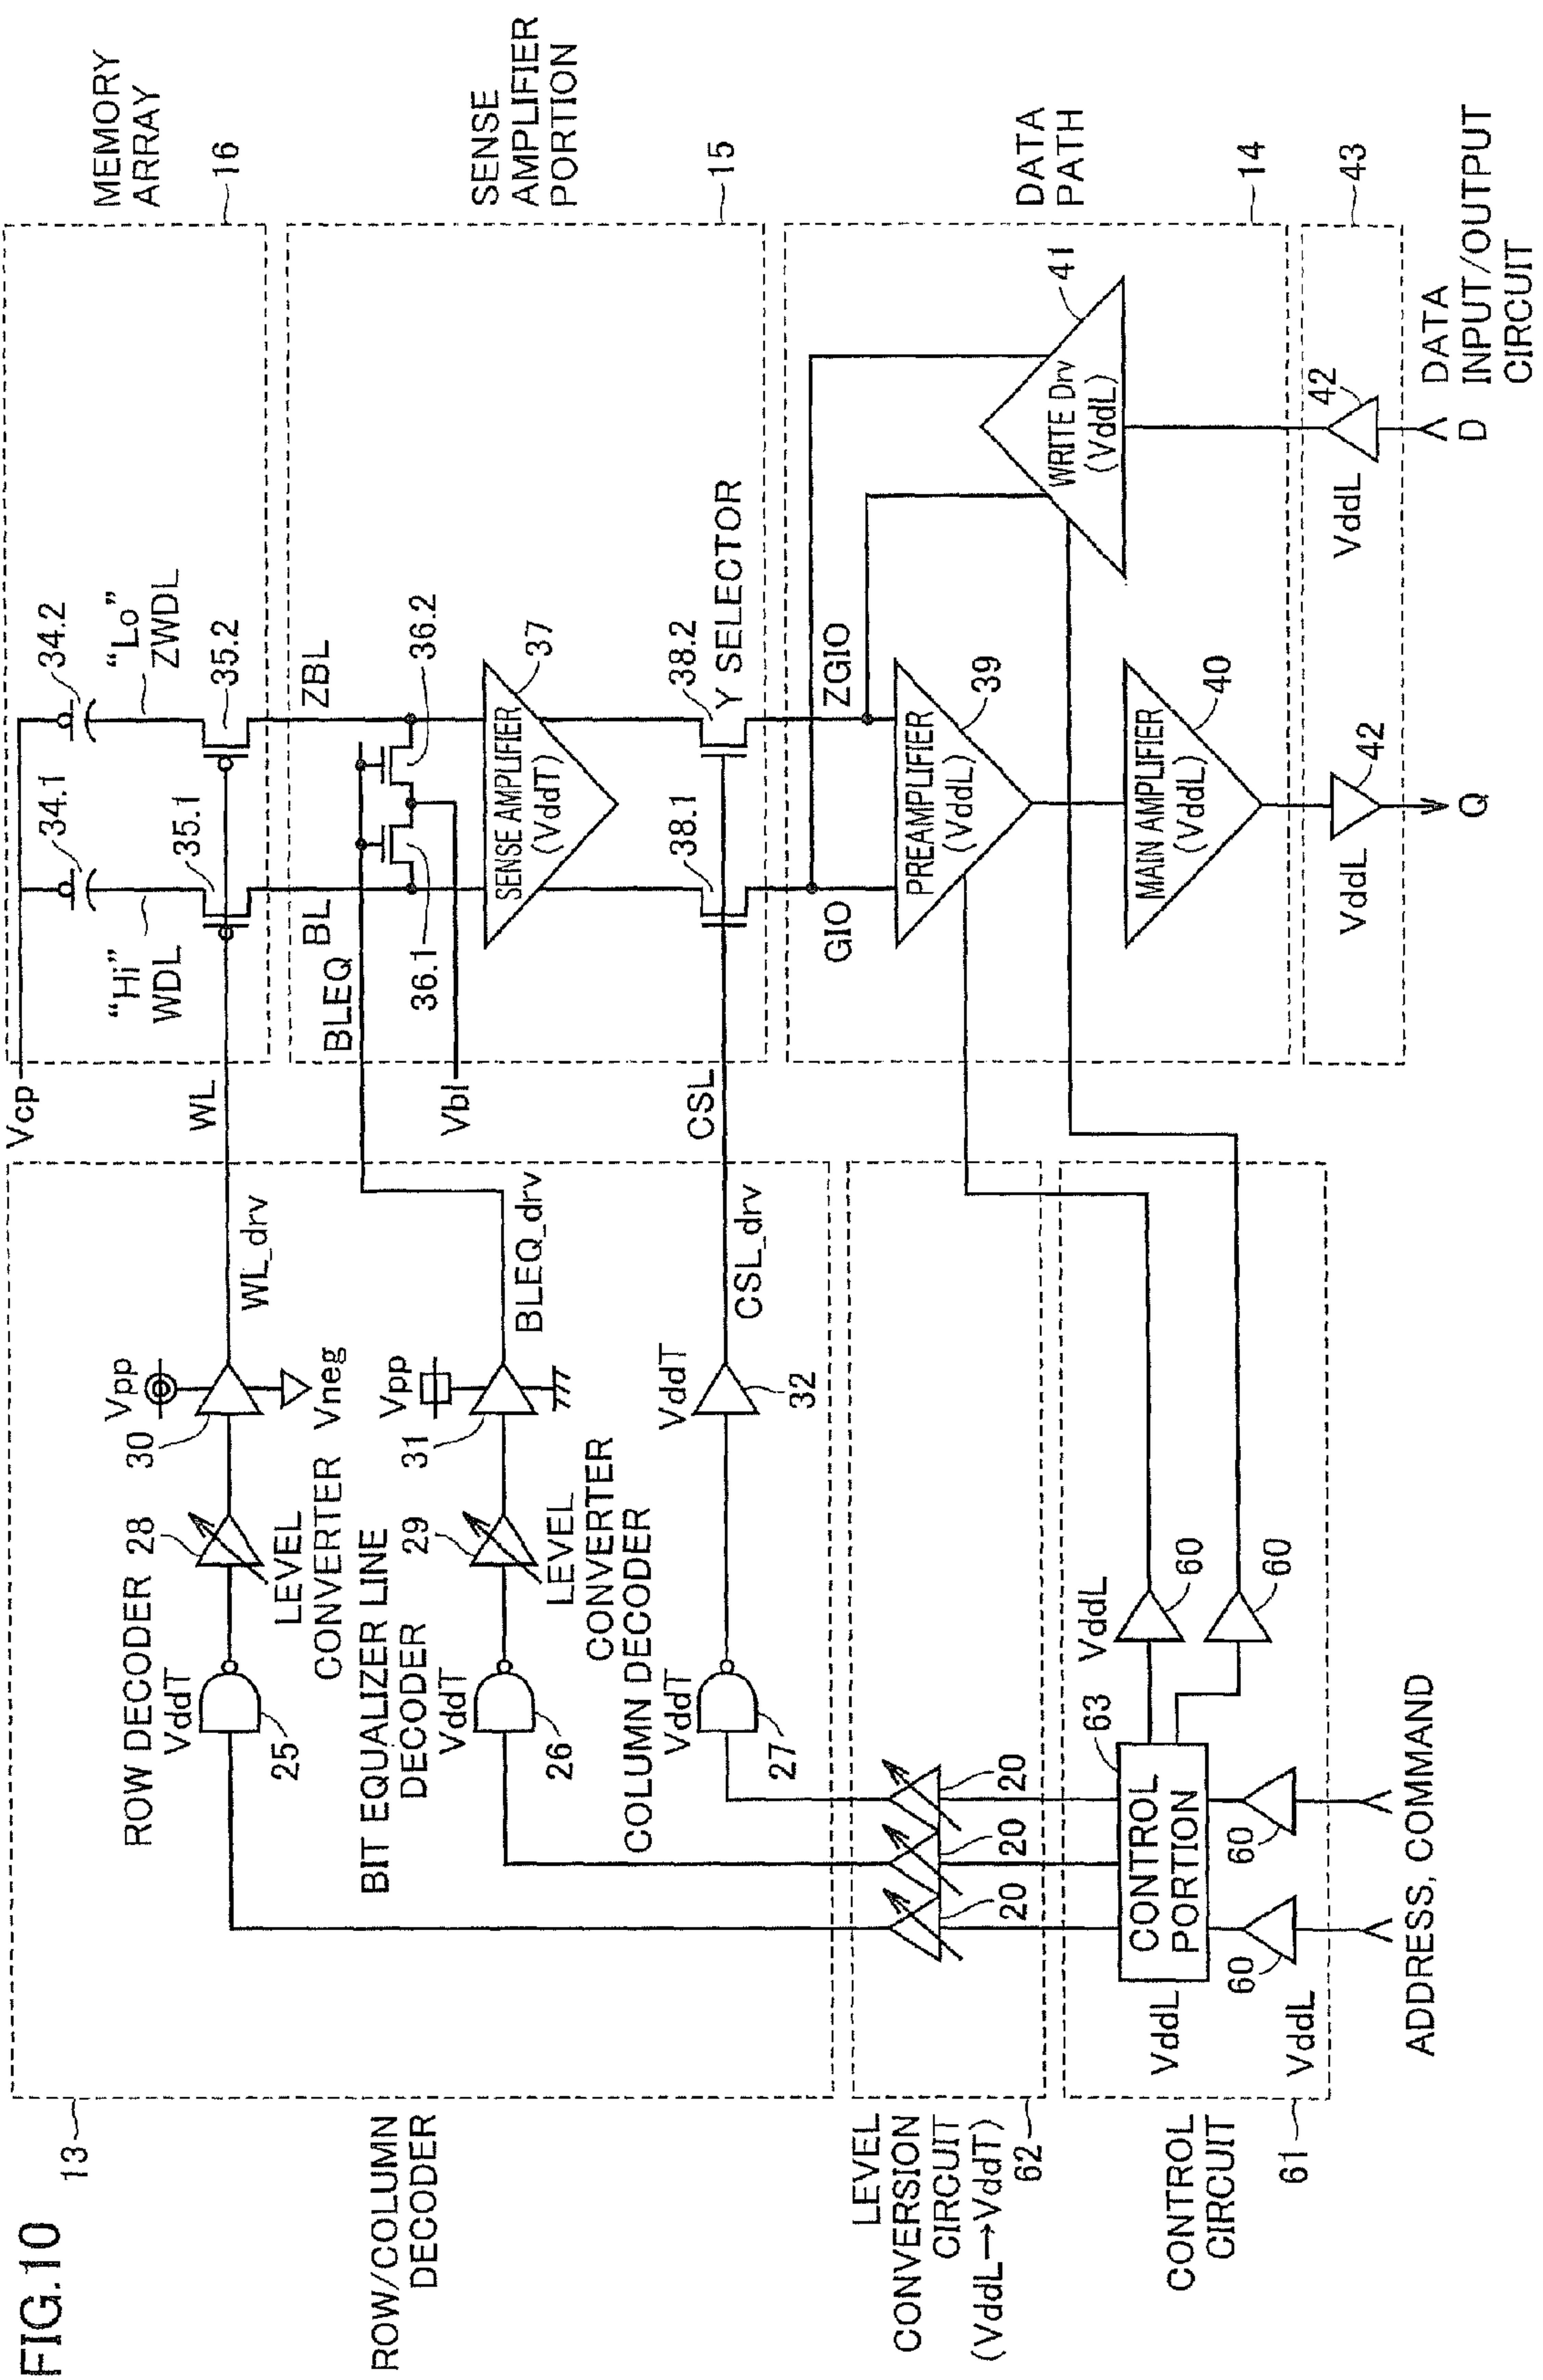 FIG.10
13
ROW/COLUMN
DECODER
ROW DECODER
VddT
25
28
LEVEL
CONVERTER
30
Vpp
Vneg
WL_drv
BIT EQUALIZER LINE
DECODER
VddT
26
29
LEVEL
CONVERTER
31
Vpp
BLEQ_drv
COLUMN DECODER
VddT
27
VddT
32
CSL_drv
LEVEL
CONVERSION
CIRCUIT
(VddL→VddT)
62
20
20
20
CONTROL
CIRCUIT
61
CONTROL
PORTION
63
VddL
VddL
60
60
VddL
60
60
ADDRESS, COMMAND
Vcp
WL
MEMORY
ARRAY
16
34.1
34.2
"Hi"
WDL
"Lo"
ZWDL
35.1
35.2
BL
ZBL
BLEQ
Vbl
CSL
SENSE
AMPLIFIER
PORTION
15
36.1
36.2
SENSE AMPLIFIER
(VddT)
37
38.1
38.2
Y SELECTOR
DATA
PATH
14
GIO
ZGIO
PREAMPLIFIER
(VddL)
39
MAIN AMPLIFIER
(VddL)
40
WRITE Drv
(VddL)
41
43
VddL
42
Q
VddL
42
D
DATA
INPUT/OUTPUT
CIRCUIT